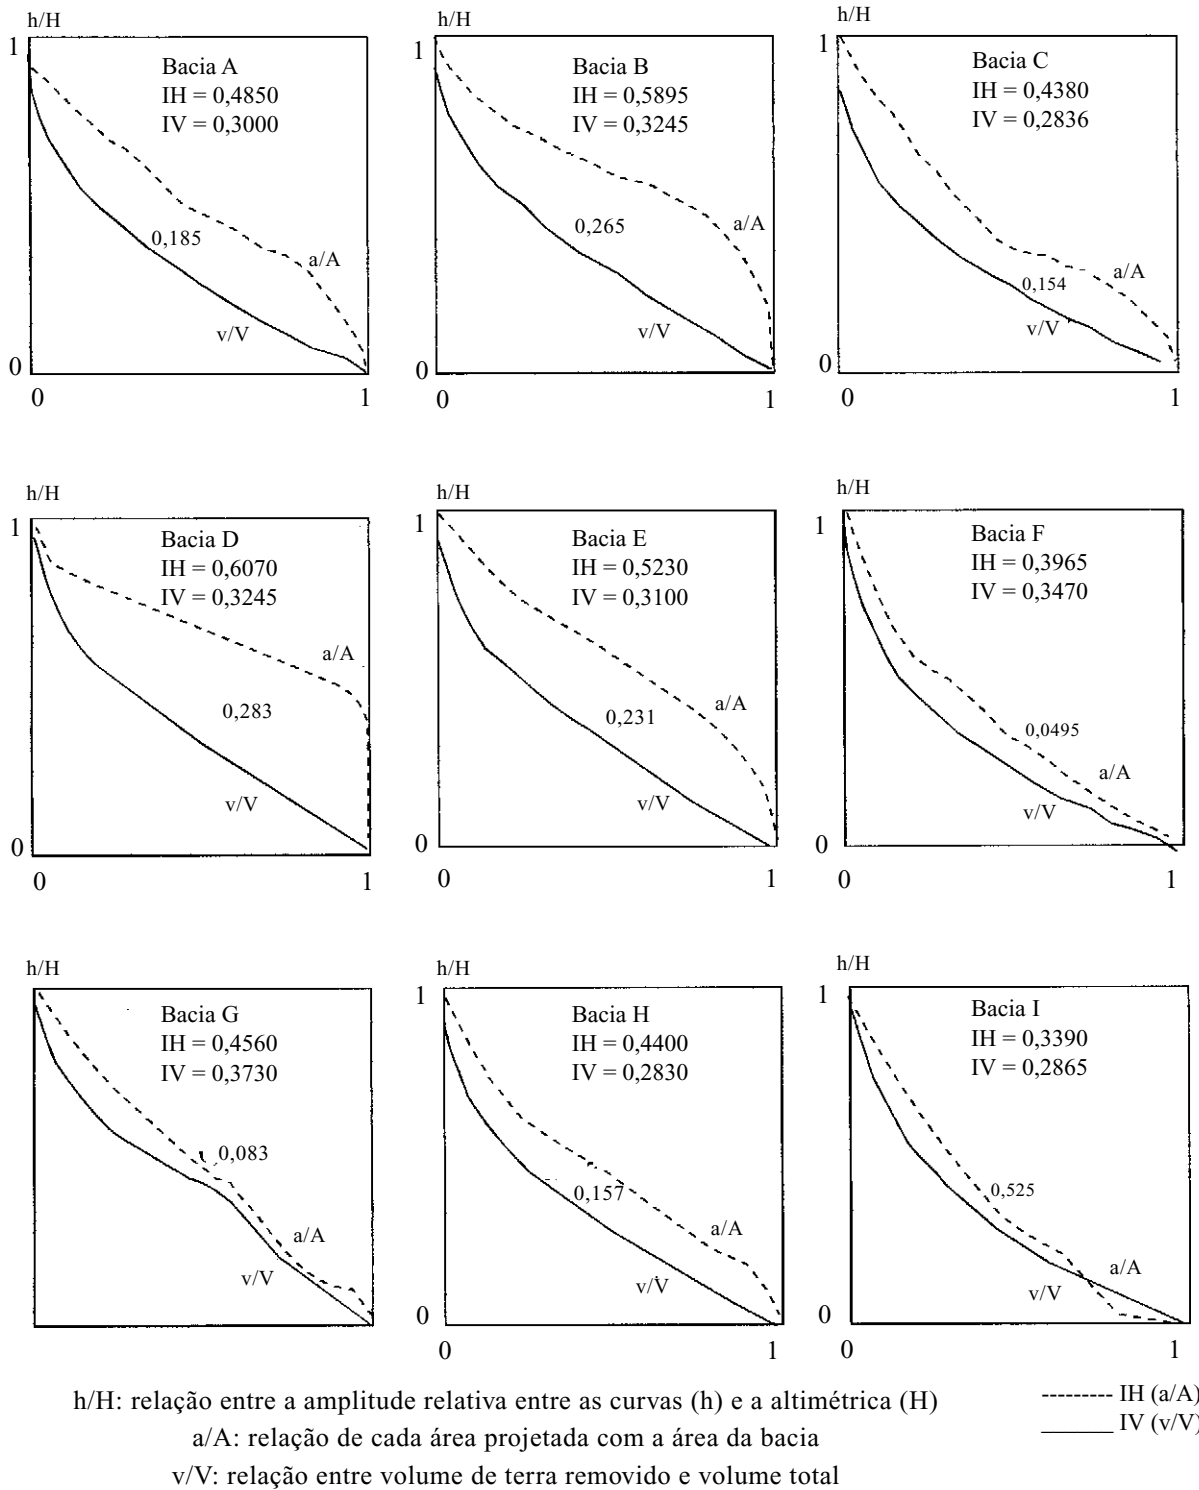 h/H
1
Bacia A
IH = 0,4850
IV = 0,3000
0,185
a/A
v/V
0
0
1
h/H
1
Bacia B
IH = 0,5895
IV = 0,3245
0,265
a/A
v/V
0
0
1
h/H
1
Bacia C
IH = 0,4380
IV = 0,2836
0,154
a/A
v/V
0
0
1
h/H
1
Bacia D
IH = 0,6070
IV = 0,3245
a/A
0,283
v/V
0
0
1
h/H
1
Bacia E
IH = 0,5230
IV = 0,3100
a/A
0,231
v/V
0
0
1
h/H
1
Bacia F
IH = 0,3965
IV = 0,3470
0,0495
a/A
v/V
0
0
1
h/H
Bacia G
IH = 0,4560
IV = 0,3730
0,083
a/A
v/V
h/H
1
Bacia H
IH = 0,4400
IV = 0,2830
0,157
a/A
v/V
0
0
1
h/H
1
Bacia I
IH = 0,3390
IV = 0,2865
0,525
a/A
v/V
0
0
1
h/H: relação entre a amplitude relativa entre as curvas (h) e a altimétrica (H)
a/A: relação de cada área projetada com a área da bacia
v/V: relação entre volume de terra removido e volume total
IH (a/A)
IV (v/V)